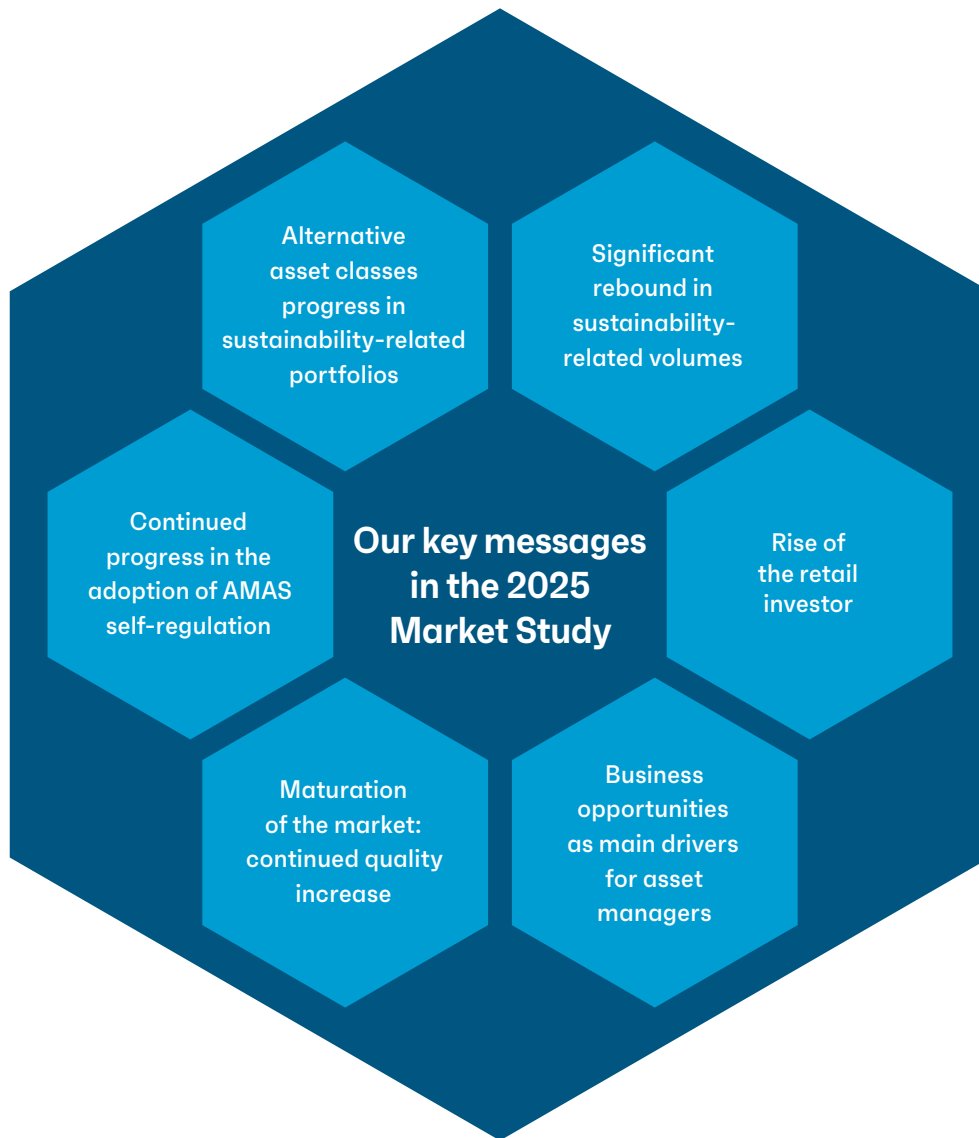 Alternative
asset classes
progress in
sustainability-related
portfolios
Significant
rebound in
sustainability-
related volumes
Continued
progress in the
adoption of AMAS
self-regulation
Our key messages
in the 2025
Market Study
Rise of
the retail
investor
Maturation
of the market:
continued quality
increase
Business
opportunities
as main drivers
for asset
managers